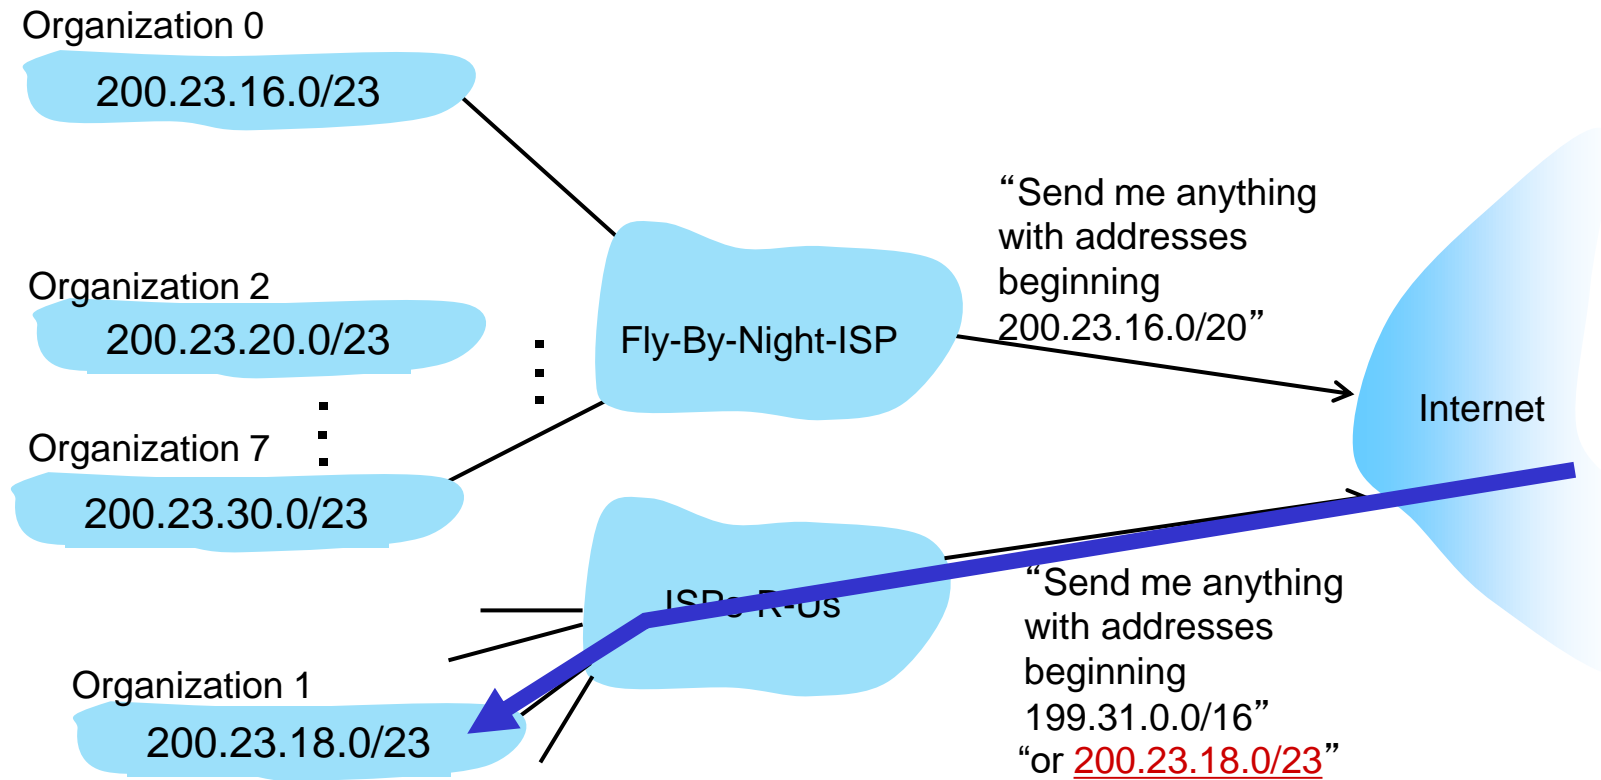 Organization 0
200.23.16.0/23
Organization 2
200.23.20.0/23
Organization 7
200.23.30.0/23
Fly-By-Night-ISP
“Send me anything
with addresses
beginning
200.23.16.0/20”
Internet
ISPs-R-Us
Organization 1
200.23.18.0/23
“Send me anything
with addresses
beginning
199.31.0.0/16”
“or 200.23.18.0/23”